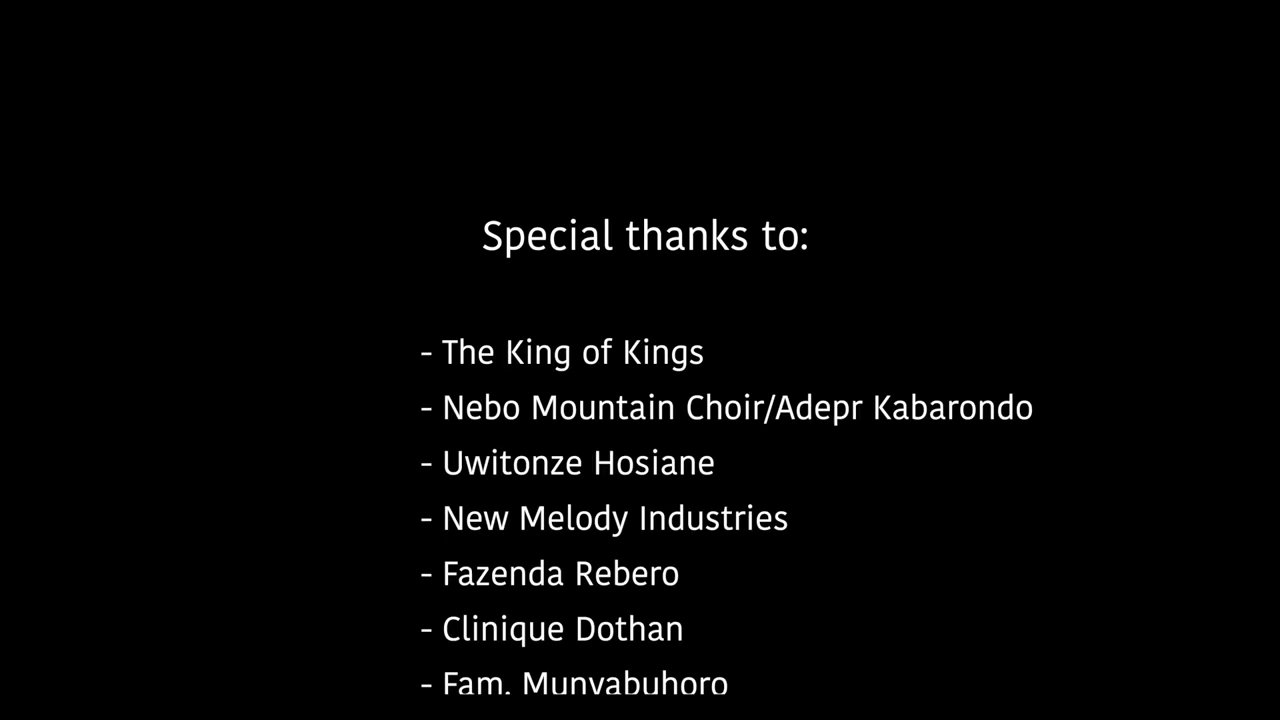 Special thanks to:
- The King of Kings
- Nebo Mountain Choir/Adepr Kabarondo
- Uwitonze Hosiane
- New Melody Industries
- Fazenda Rebero
- Clinique Dothan
- Fam. Munyabuhoro